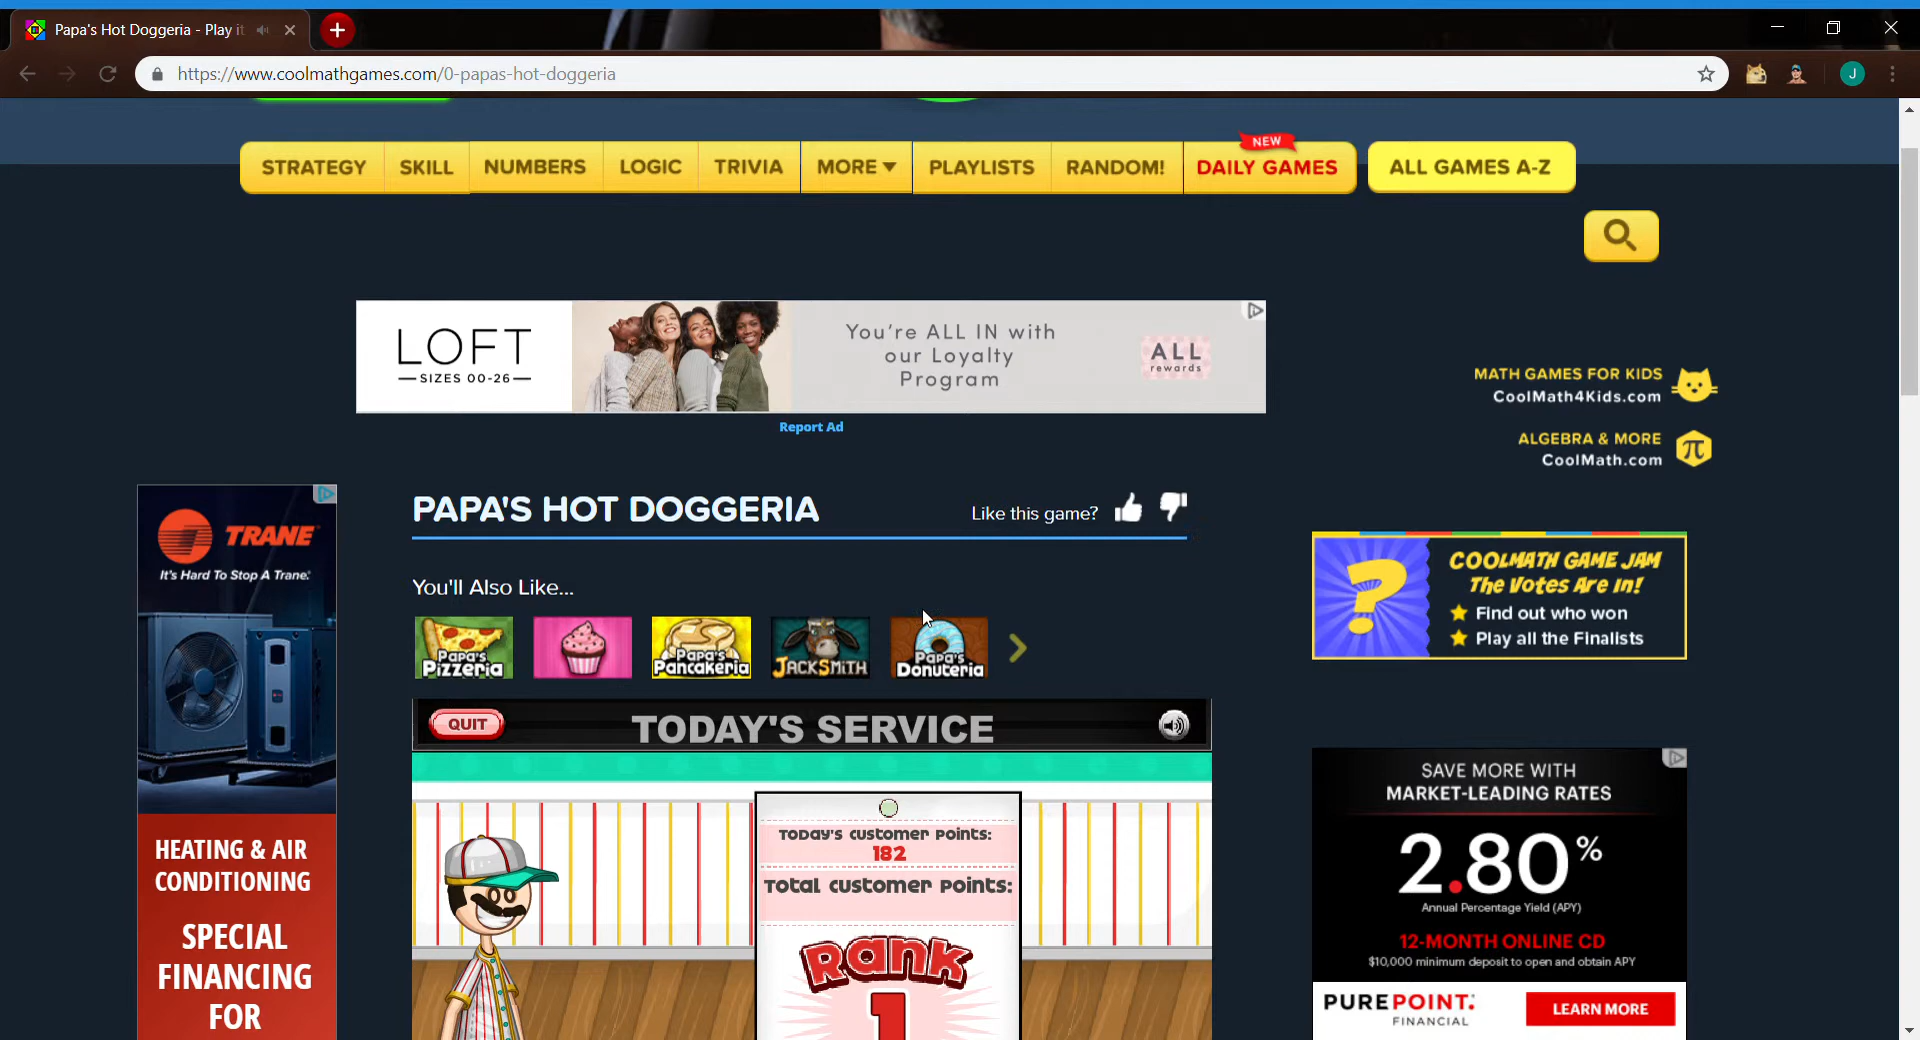 Papa's Hot Doggeria - Play it
https://www.coolmathgames.com/0-papas-hot-doggeria
J
STRATEGY
SKILL
NUMBERS
LOGIC
TRIVIA
MORE
PLAYLISTS
RANDOM!
NEW
DAILY GAMES
ALL GAMES A-Z
LOFT
SIZES 00-26
You're ALL IN with
our Loyalty
Program
ALL
rewards
Report Ad
MATH GAMES FOR KIDS
CoolMath4Kids.com
ALGEBRA & MORE
CoolMath.com
π
TRANE
It's Hard To Stop A Trane.
HEATING & AIR
CONDITIONING
SPECIAL
FINANCING
FOR
PAPA'S HOT DOGGERIA
Like this game?
You'll Also Like...
Papa's
Pizzeria
Papa's
Pancakeria
JACKSMITH
Papa's
Donuteria
QUIT
TODAY'S SERVICE
Today's Customer Points:
182
Total Customer Points:
Rank
1
?
COOLMATH GAME JAM
The Votes Are In!
Find out who won
Play all the Finalists
SAVE MORE WITH
MARKET-LEADING RATES
2.80%
Annual Percentage Yield (APY)
12-MONTH ONLINE CD
$10,000 minimum deposit to open and obtain APY
PUREPOINT.
FINANCIAL
LEARN MORE